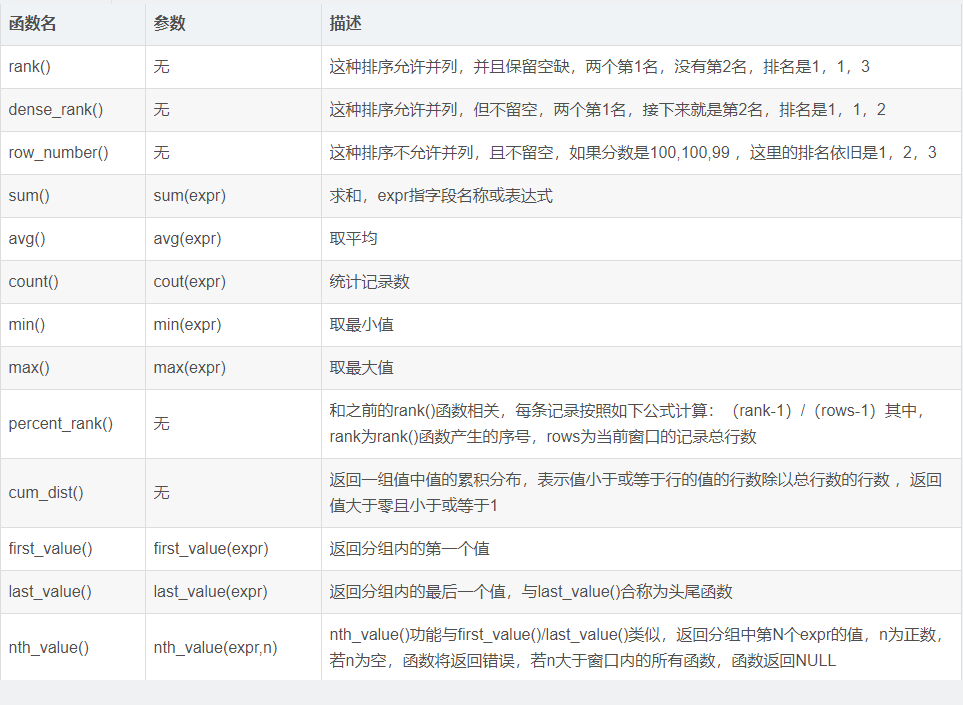 函数名 参数 描述
rank() 无 这种排序允许并列，并且保留空缺，两个第1名，没有第2名，排名是1，1，3
dense_rank() 无 这种排序允许并列，但不留空，两个第1名，接下来就是第2名，排名是1，1，2
row_number() 无 这种排序不允许并列，且不留空，如果分数是100,100,99 ，这里的排名依旧是1，2，3
sum() sum(expr) 求和，expr指字段名称或表达式
avg() avg(expr) 取平均
count() cout(expr) 统计记录数
min() min(expr) 取最小值
max() max(expr) 取最大值
percent_rank() 无 和之前的rank()函数相关，每条记录按照如下公式计算：（rank-1）/（rows-1）其中，
rank为rank()函数产生的序号，rows为当前窗口的记录总行数
cum_dist() 无 返回一组值中值的累积分布，表示值小于或等于行的值的行数除以总行数的行数 ，返回
值大于零且小于或等于1
first_value() first_value(expr) 返回分组内的第一个值
last_value() last_value(expr) 返回分组内的最后一个值，与last_value()合称为头尾函数
nth_value() nth_value(expr,n) nth_value()功能与first_value()/last_value()类似，返回分组中第N个expr的值，n为正数，
若n为空，函数将返回错误，若n大于窗口内的所有函数，函数返回NULL